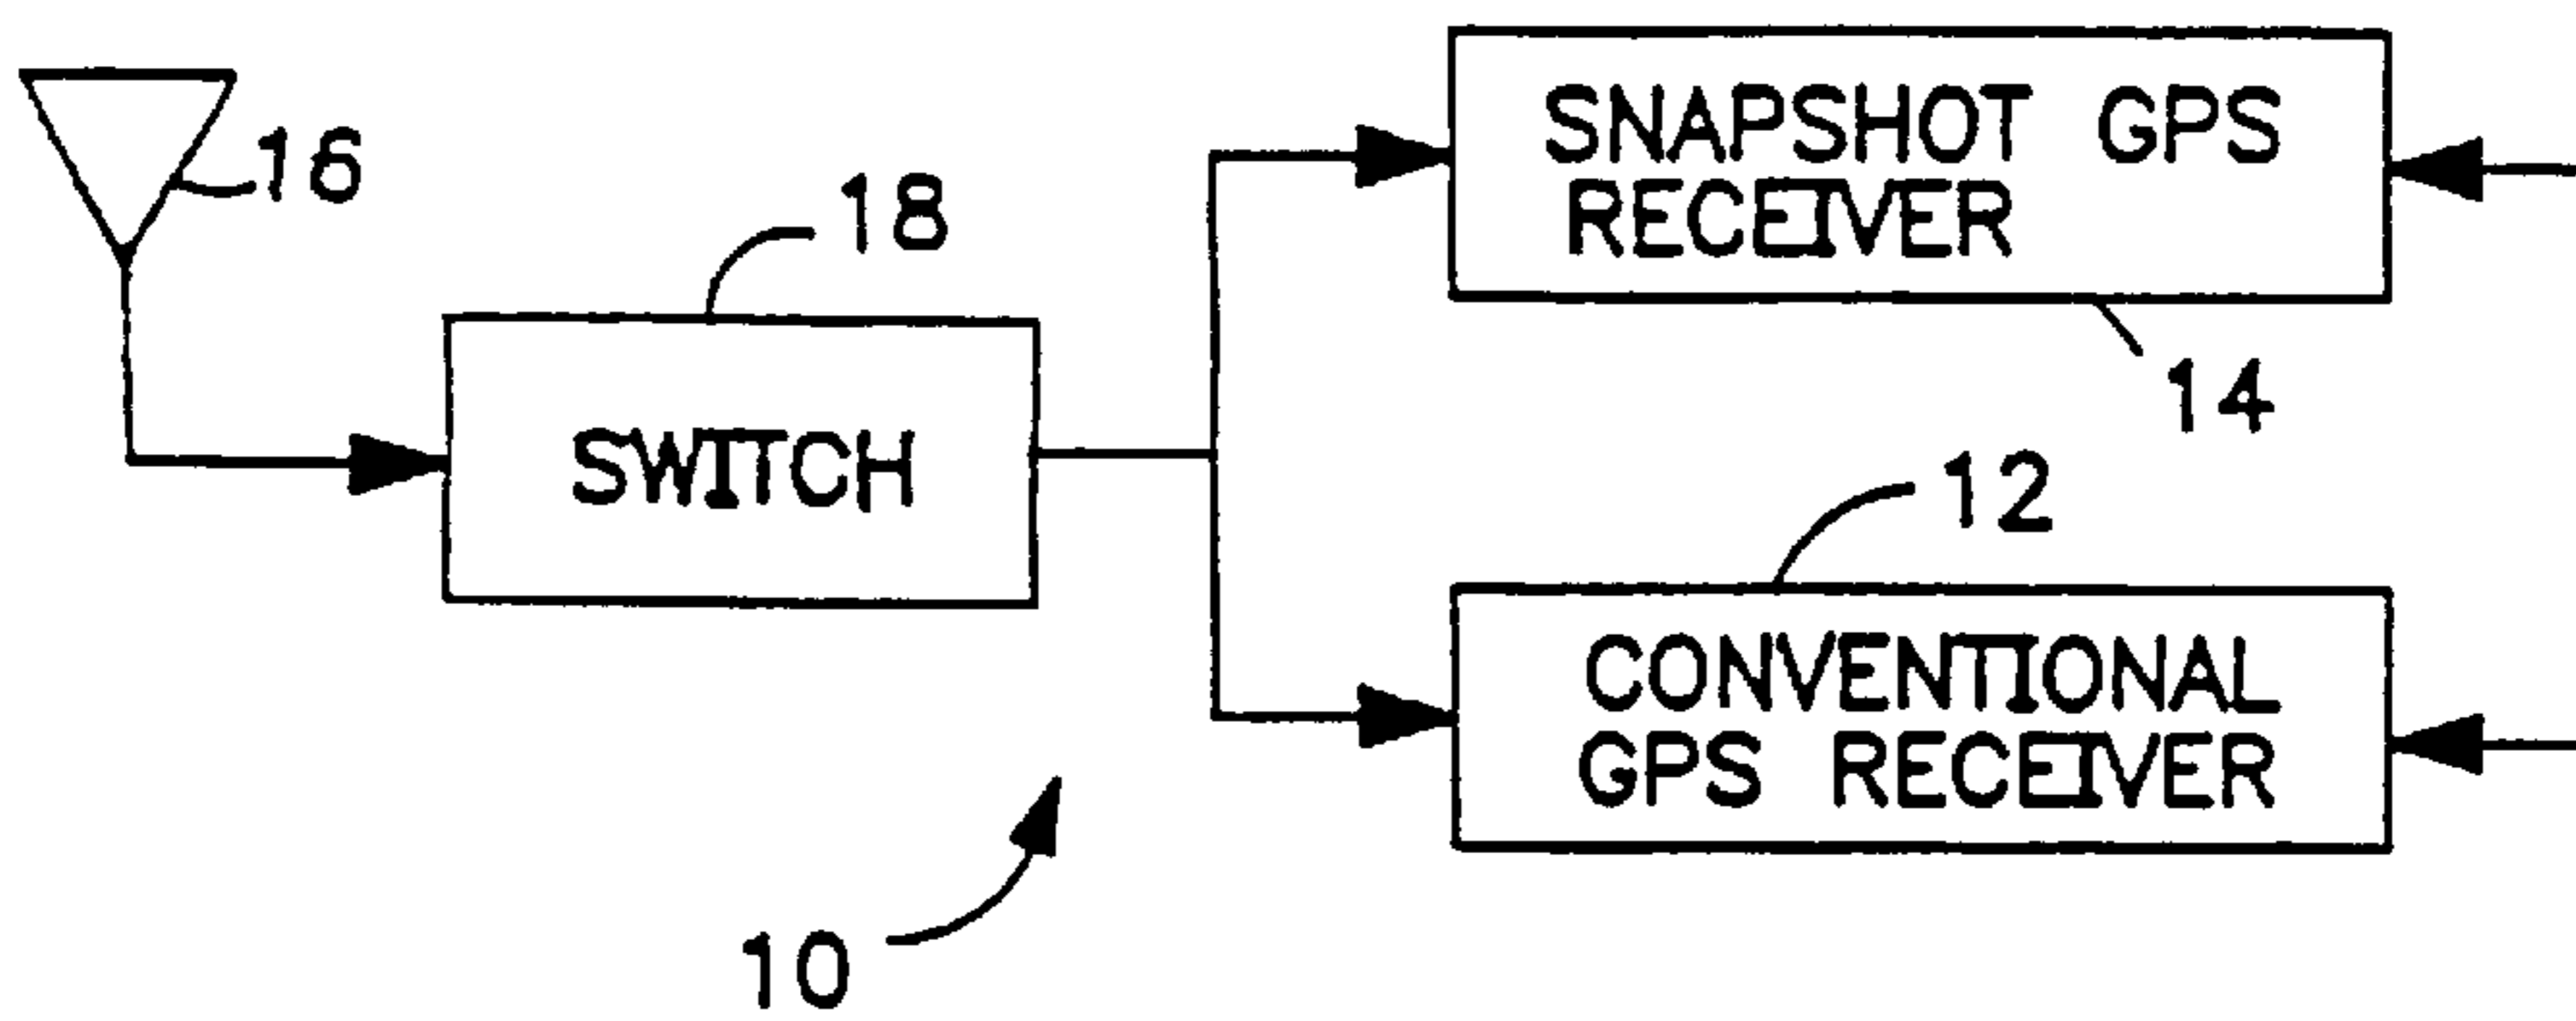 16
18
SWITCH
SNAPSHOT GPS
RECEIVER
14
12
CONVENTIONAL
GPS RECEIVER
10